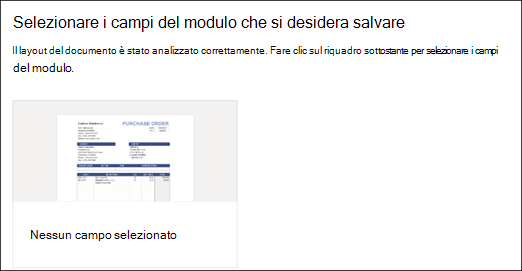 Selezionare i campi del modulo che si desidera salvare
Il layout del documento è stato analizzato correttamente. Fare clic sul riquadro sottostante per selezionare i campi
del modulo.
PURCHASE ORDER
Nessun campo selezionato